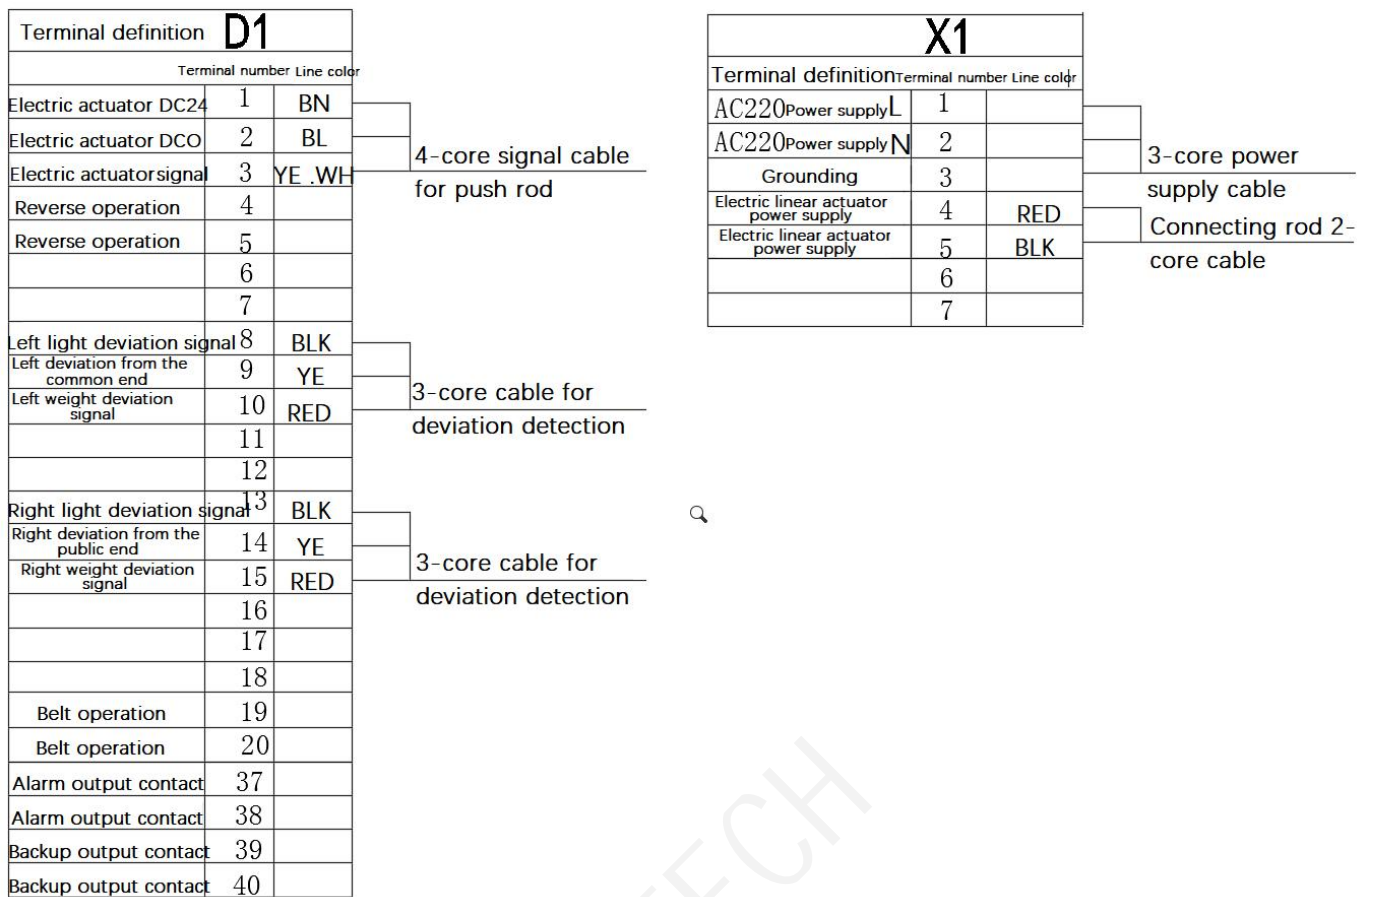 Terminal definition D1
Terminal number Line color
Electric actuator DC24 1 BN
Electric actuator DCO 2 BL
Electric actuatorsignal 3 YE .WH
Reverse operation 4
Reverse operation 5
6
7
4-core signal cable
for push rod
Left light deviation signal 8 BLK
Left deviation from the
common end 9 YE
Left weight deviation
signal 10 RED
11
12
3-core cable for
deviation detection
Right light deviation signal 13 BLK
Right deviation from the
public end 14 YE
Right weight deviation
signal 15 RED
16
17
18
3-core cable for
deviation detection
Belt operation 19
Belt operation 20
Alarm output contact 37
Alarm output contact 38
Backup output contact 39
Backup output contact 40
X1
Terminal definition Terminal number Line color
AC220Power supply L 1
AC220Power supply N 2
Grounding 3
Electric linear actuator
power supply 4 RED
Electric linear actuator
power supply 5 BLK
6
7
3-core power
supply cable
Connecting rod 2-
core cable